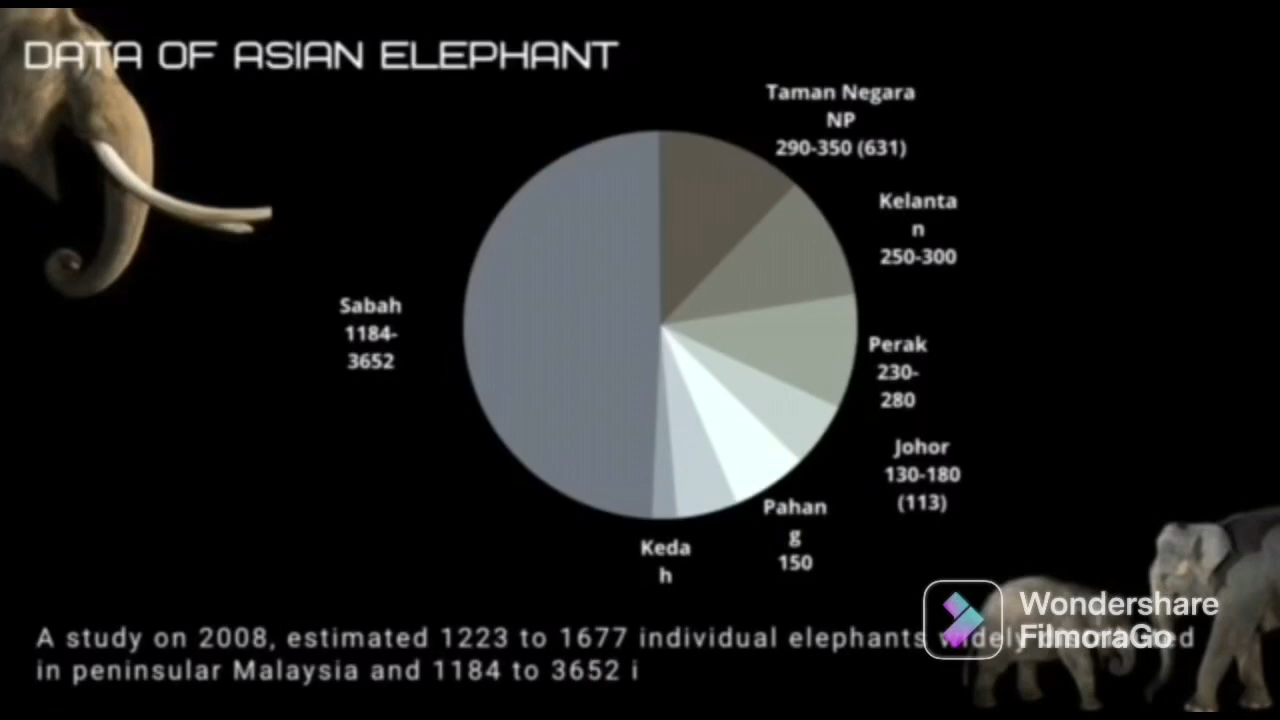 DATA OF ASIAN ELEPHANT
Taman Negara
NP
290-350 (631)
Kelanta
n
250-300
Sabah
1184-
3652
Perak
230-
280
Johor
130-180
(113)
Pahan
g
150
Keda
h
Wondershare
FilmoraGo
A study on 2008, estimated 1223 to 1677 individual elephants widely
in peninsular Malaysia and 1184 to 3652 i